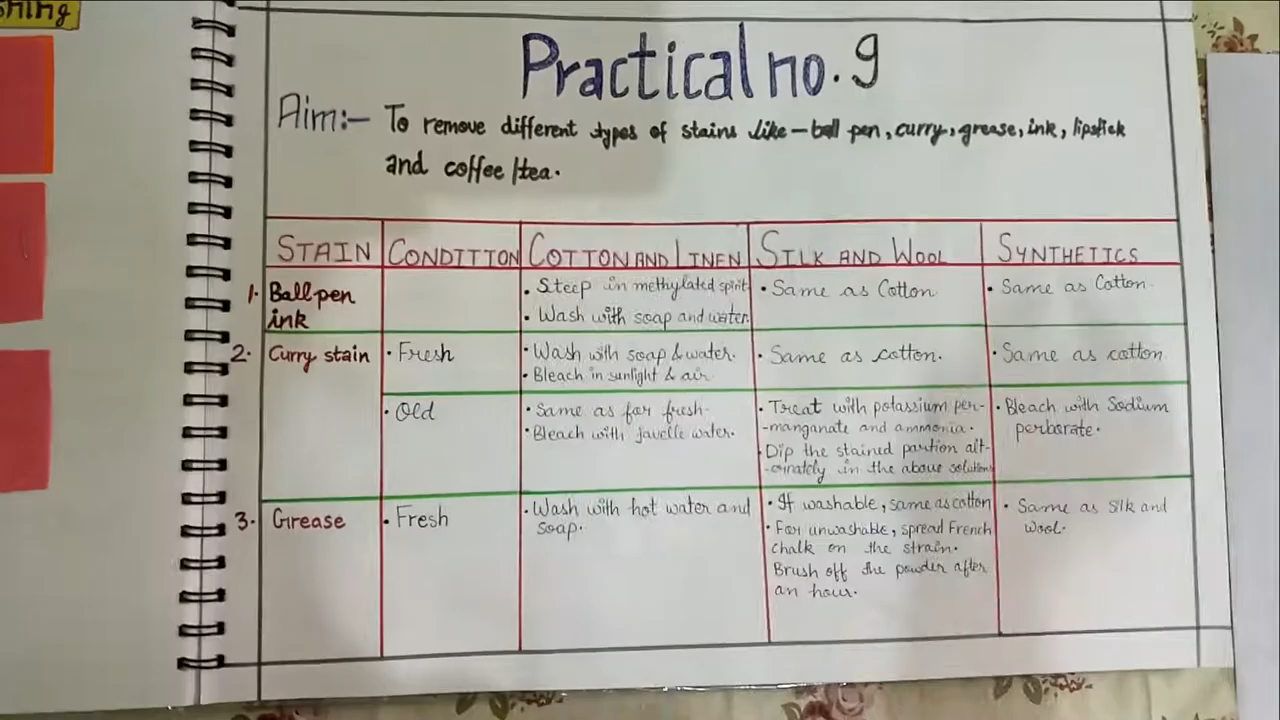 Practical no. 9
Aim:- To remove different types of stains like - ball pen, curry, grease, ink, lipstick
and coffee/tea.
STAIN
CONDITION
COTTON AND LINEN
SILK AND WOOL
SYNTHETICS
1. Ball pen
ink
• Steep in methylated spirit
• Wash with soap and water.
• Same as Cotton
• Same as Cotton.
2. Curry stain
• Fresh
• Wash with soap & water.
• Bleach in sunlight & air
• Same as cotton.
• Same as cotton
• Old
• Same as for fresh.
• Bleach with javelle water.
• Treat with potassium per-
-manganate and ammonia.
Dip the stained portion alt-
-ernately in the above solution
• Bleach with Sodium
perborate.
3. Grease
• Fresh
• Wash with hot water and
soap.
• If washable, same as cotton
• For unwashable, spread French
chalk on the strain.
Brush off the powder after
an hour.
• Same as silk and
wool.